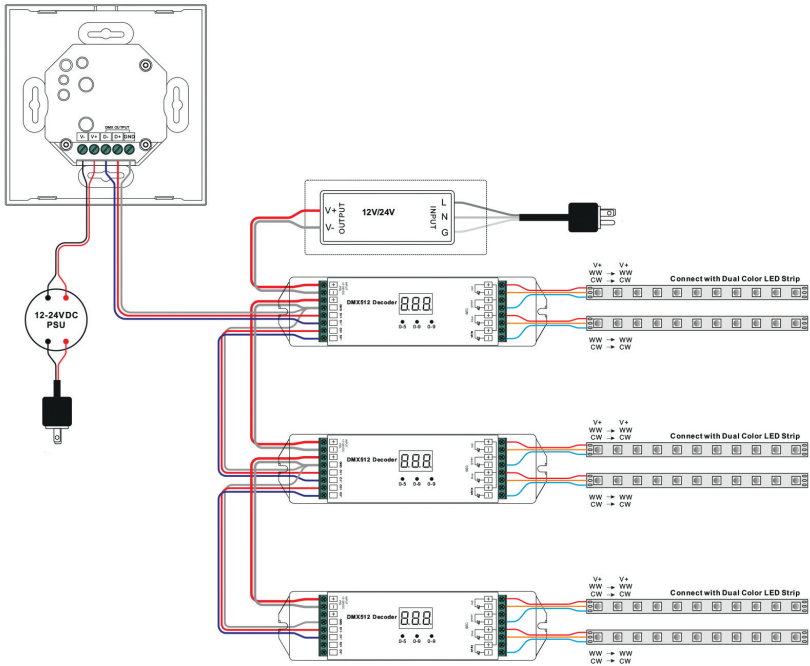 DMX OUTPUT
V- V+ D- D+ GND
12-24VDC
PSU
V+
V-
OUTPUT
12V/24V
INPUT
L
N
G
DMX512 Decoder
0-5 0-9 0-9
V+ V+
WW → WW
CW → CW
Connect with Dual Color LED Strip
WW → WW
CW → CW
DMX512 Decoder
0-5 0-9 0-9
V+ V+
WW → WW
CW → CW
Connect with Dual Color LED Strip
WW → WW
CW → CW
DMX512 Decoder
0-5 0-9 0-9
V+ V+
WW → WW
CW → CW
Connect with Dual Color LED Strip
WW → WW
CW → CW